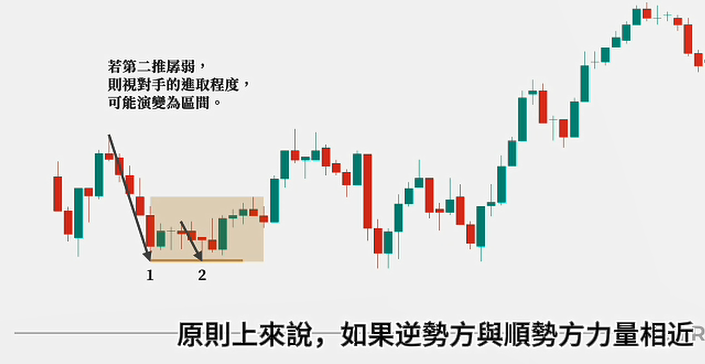 若第二推孱弱，
則視對手的進取程度，
可能演變為區間。
1
2
原則上來說，如果逆勢方與順勢方力量相近